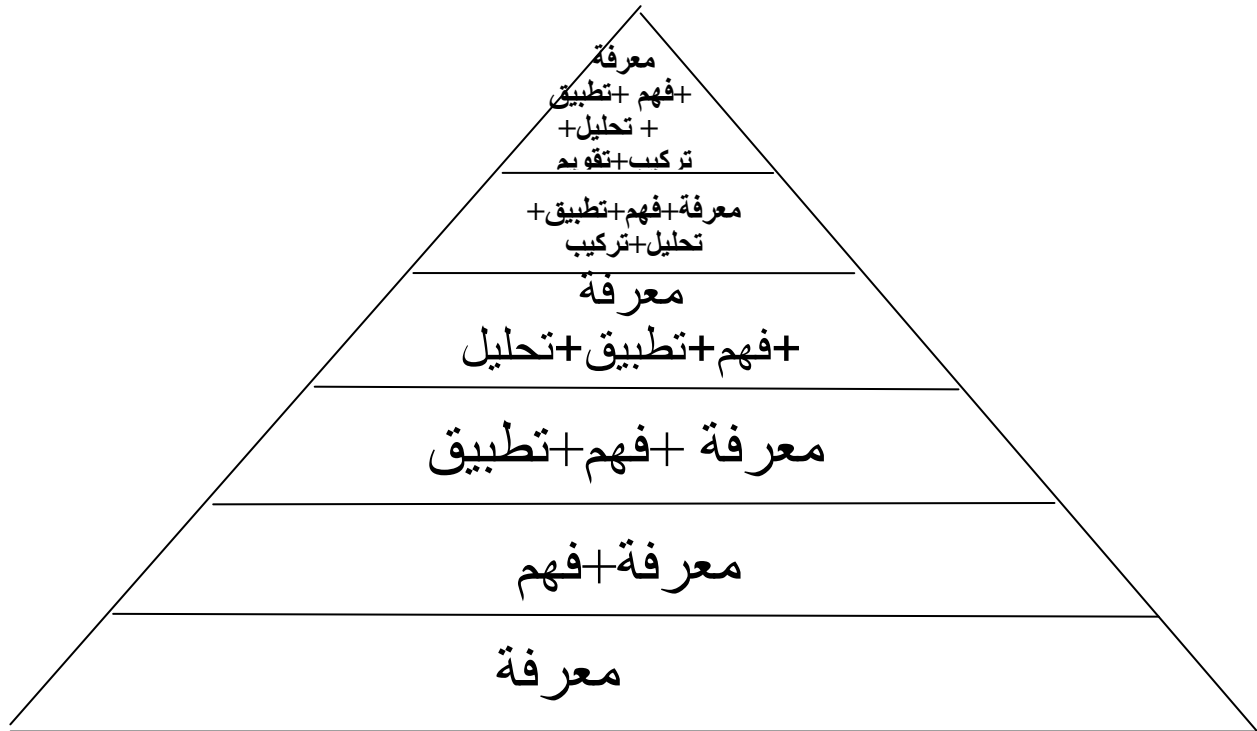 معرفة
+فهم +تطبيق
+ تحليل+
تركيب+تقويم
معرفة+فهم+تطبيق+
تحليل+تركيب
معرفة
+فهم+تطبيق+تحليل
معرفة +فهم+تطبيق
معرفة+فهم
معرفة